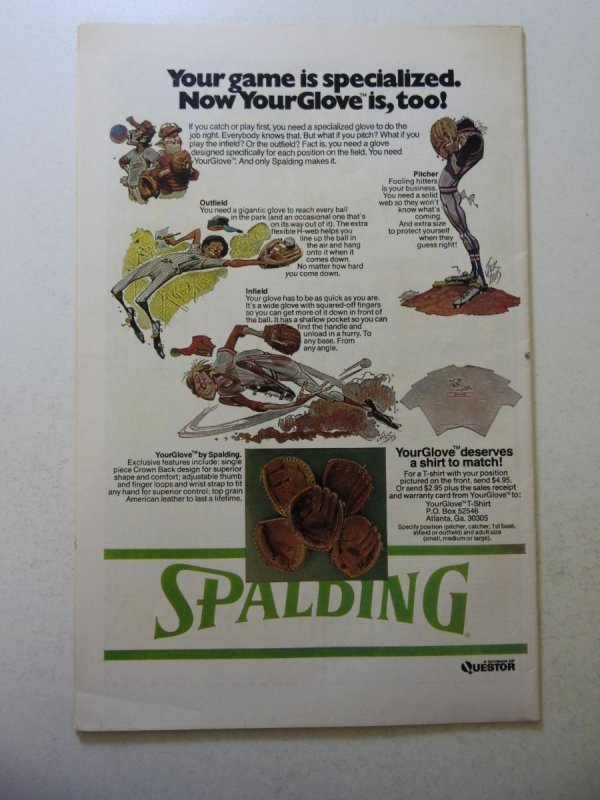 Your game is specialized.
Now YourGlove™ is, too!
If you catch or play first, you need a specialized glove to do the
job right. Everybody knows that. But what if you pitch? What if you
play the infield? Or the outfield? Fact is, you need a glove
designed specifically for each position on the field. You need
YourGlove™. And only Spalding makes it.
Pitcher
Fooling hitters
is your business.
You need a solid
web so they won't
know what's
coming.
And extra size
to protect yourself
when they
guess right!
Outfield
You need a gigantic glove to reach every ball
in the park (and an occasional one that's
on its way out of it). The extra
flexible H-web helps you
line up the ball in
the air and hang
onto it when it
comes down.
No matter how hard
you come down.
Infield
Your glove has to be as quick as you are.
It's a wide glove with squared-off fingers
so you can get more of it down in front of
the ball. It has a shallow pocket so you can
find the handle and
unload in a hurry. To
any base. From
any angle.
YourGlove™ by Spalding.
Exclusive features include: single
piece Crown Back design for superior
shape and comfort; adjustable thumb
and finger loops and wrist strap to fit
any hand for superior control; top grain
American leather to last a lifetime.
YourGlove™ deserves
a shirt to match!
For a T-shirt with your position
pictured on the front, send $4.95.
Or send $2.95 plus the sales receipt
and warranty card from YourGlove™ to:
YourGlove™ T-Shirt
P.O. Box 52546
Atlanta, Ga. 30305
Specify position (pitcher, catcher, 1st base,
infield or outfield) and adult size
(small, medium or large).
SPALDING®
A DIVISION OF
QUESTOR